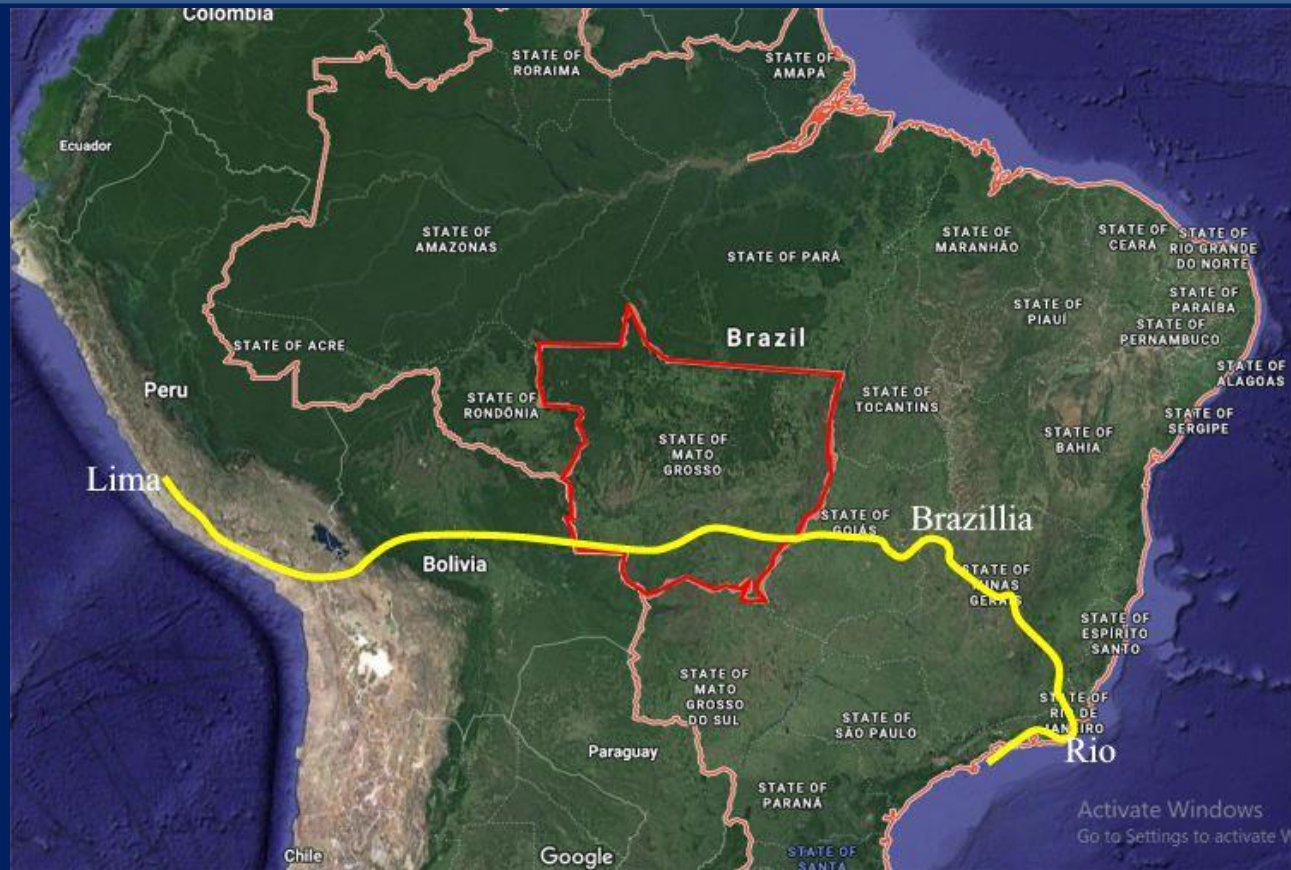 Colombia
STATE OF
RORAIMA
STATE OF
AMAPÁ
Ecuador
STATE OF
AMAZONAS
STATE OF PARÁ
STATE OF
MARANHÃO
STATE OF
CEARÁ
STATE OF
RIO GRANDE
DO NORTE
STATE OF
PARAÍBA
STATE OF
PIAUÍ
STATE OF
PERNAMBUCO
STATE OF ACRE
Brazil
STATE OF
ALAGOAS
Peru
STATE OF
RONDÔNIA
STATE OF
TOCANTINS
STATE OF
SERGIPE
STATE OF
MATO
GROSSO
STATE OF
BAHIA
Lima
STATE OF
GOIÁS
Brazillia
Bolivia
STATE OF
MINAS
GERAIS
STATE OF
ESPÍRITO
SANTO
STATE OF
MATO
GROSSO
DO SUL
STATE OF
SÃO PAULO
STATE OF
RIO DE
JANEIRO
Rio
Paraguay
STATE OF
PARANÁ
Activate Windows
Go to Settings to activate W
Chile
Google
STATE OF
SANTA